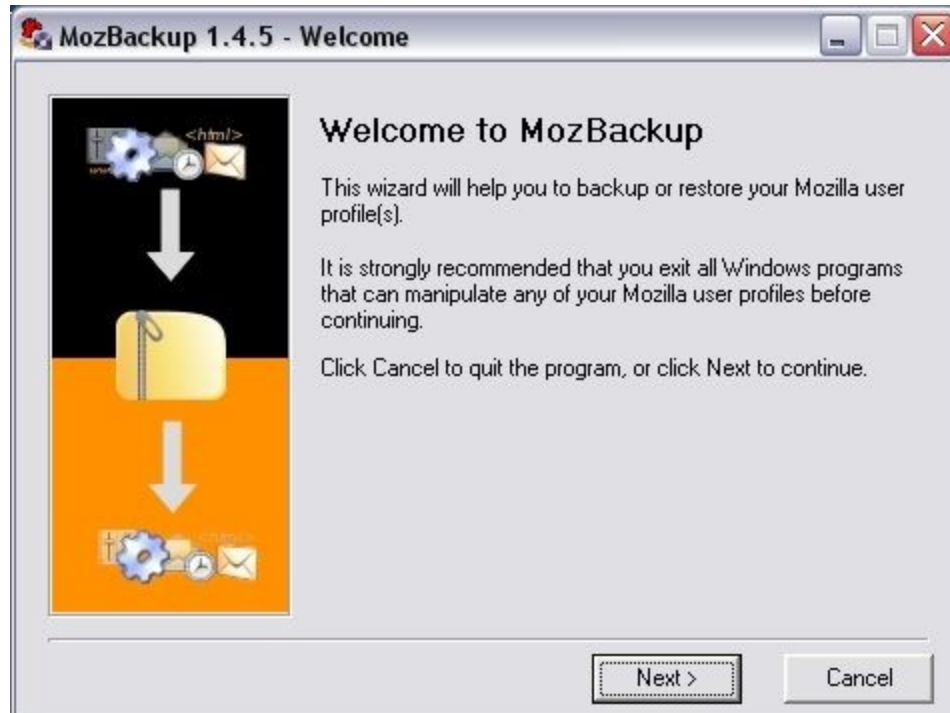 MozBackup 1.4.5 - Welcome
<html>
Welcome to MozBackup
This wizard will help you to backup or restore your Mozilla user
profile(s).
It is strongly recommended that you exit all Windows programs
that can manipulate any of your Mozilla user profiles before
continuing.
Click Cancel to quit the program, or click Next to continue.
Next >
Cancel